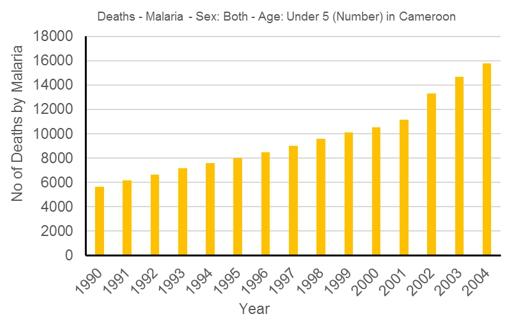 Deaths - Malaria - Sex: Both - Age: Under 5 (Number) in Cameroon
No of Deaths by Malaria
18000
16000
14000
12000
10000
8000
6000
4000
2000
0
1990 1991 1992 1993 1994 1995 1996 1997 1998 1999 2000 2001 2002 2003 2004
Year